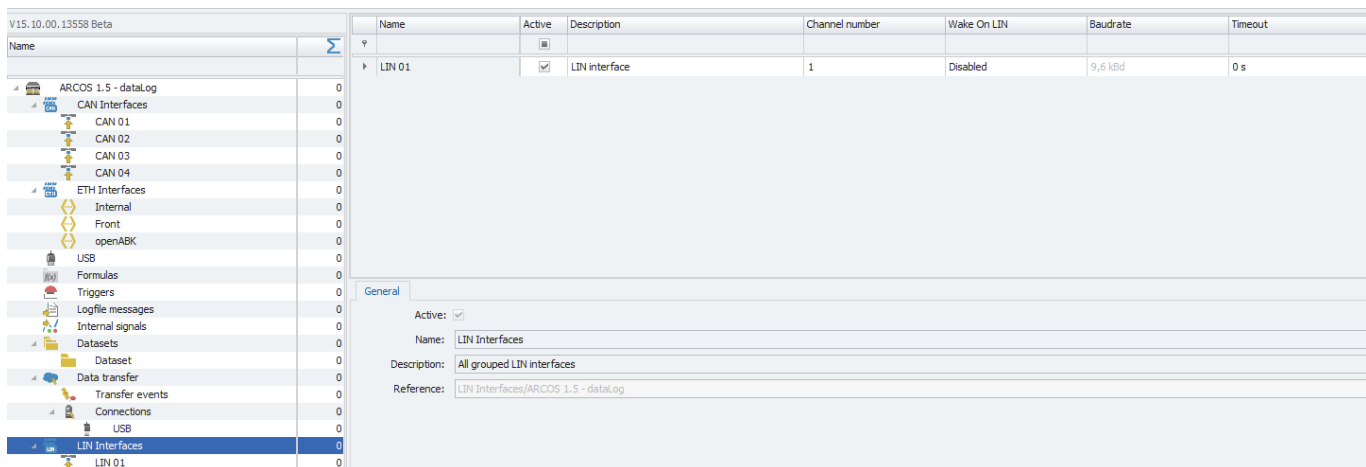 V15.10.00.13558 Beta
Name
ARCOS 1.5 - dataLog 0
CAN Interfaces 0
CAN 01 0
CAN 02 0
CAN 03 0
CAN 04 0
ETH Interfaces 0
Internal 0
Front 0
openABK 0
USB 0
f(x) Formulas 0
Triggers 0
Logfile messages 0
Internal signals 0
Datasets 0
Dataset 0
Data transfer 0
Transfer events 0
Connections 0
USB 0
LIN Interfaces 0
LIN 01 0
Name Active Description Channel number Wake On LIN Baudrate Timeout
LIN 01 LIN interface 1 Disabled 9,6 kBd 0 s
General
Active:
Name: LIN Interfaces
Description: All grouped LIN interfaces
Reference: LIN Interfaces/ARCOS 1.5 - dataLog